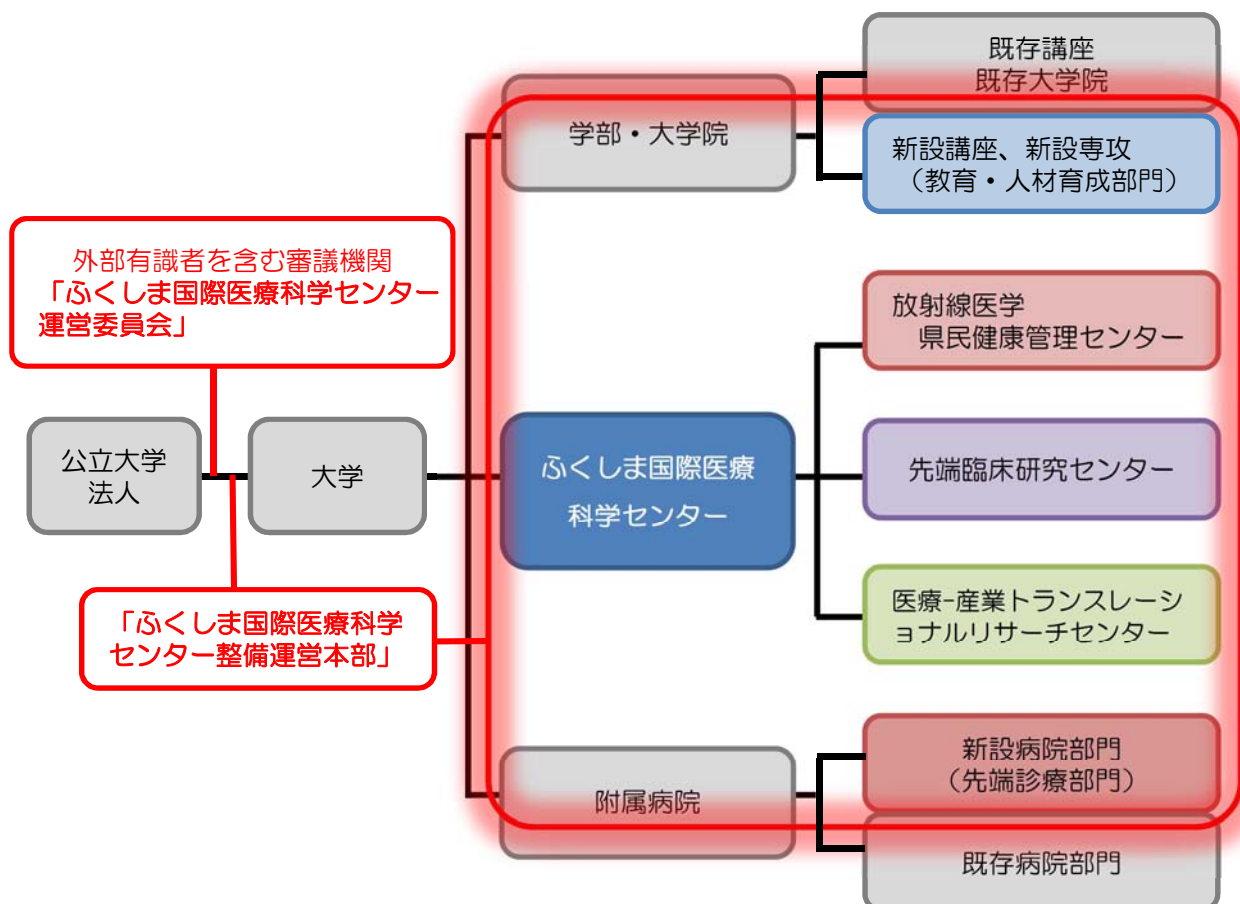 既存講座
既存大学院
学部・大学院
新設講座、新設専攻
（教育・人材育成部門）
外部有識者を含む審議機関
「ふくしま国際医療科学センター
運営委員会」
放射線医学
県民健康管理センター
公立大学
法人
大学
ふくしま国際医療
科学センター
先端臨床研究センター
「ふくしま国際医療科学
センター整備運営本部」
医療-産業トランスレーシ
ョナルリサーチセンター
附属病院
新設病院部門
（先端診療部門）
既存病院部門